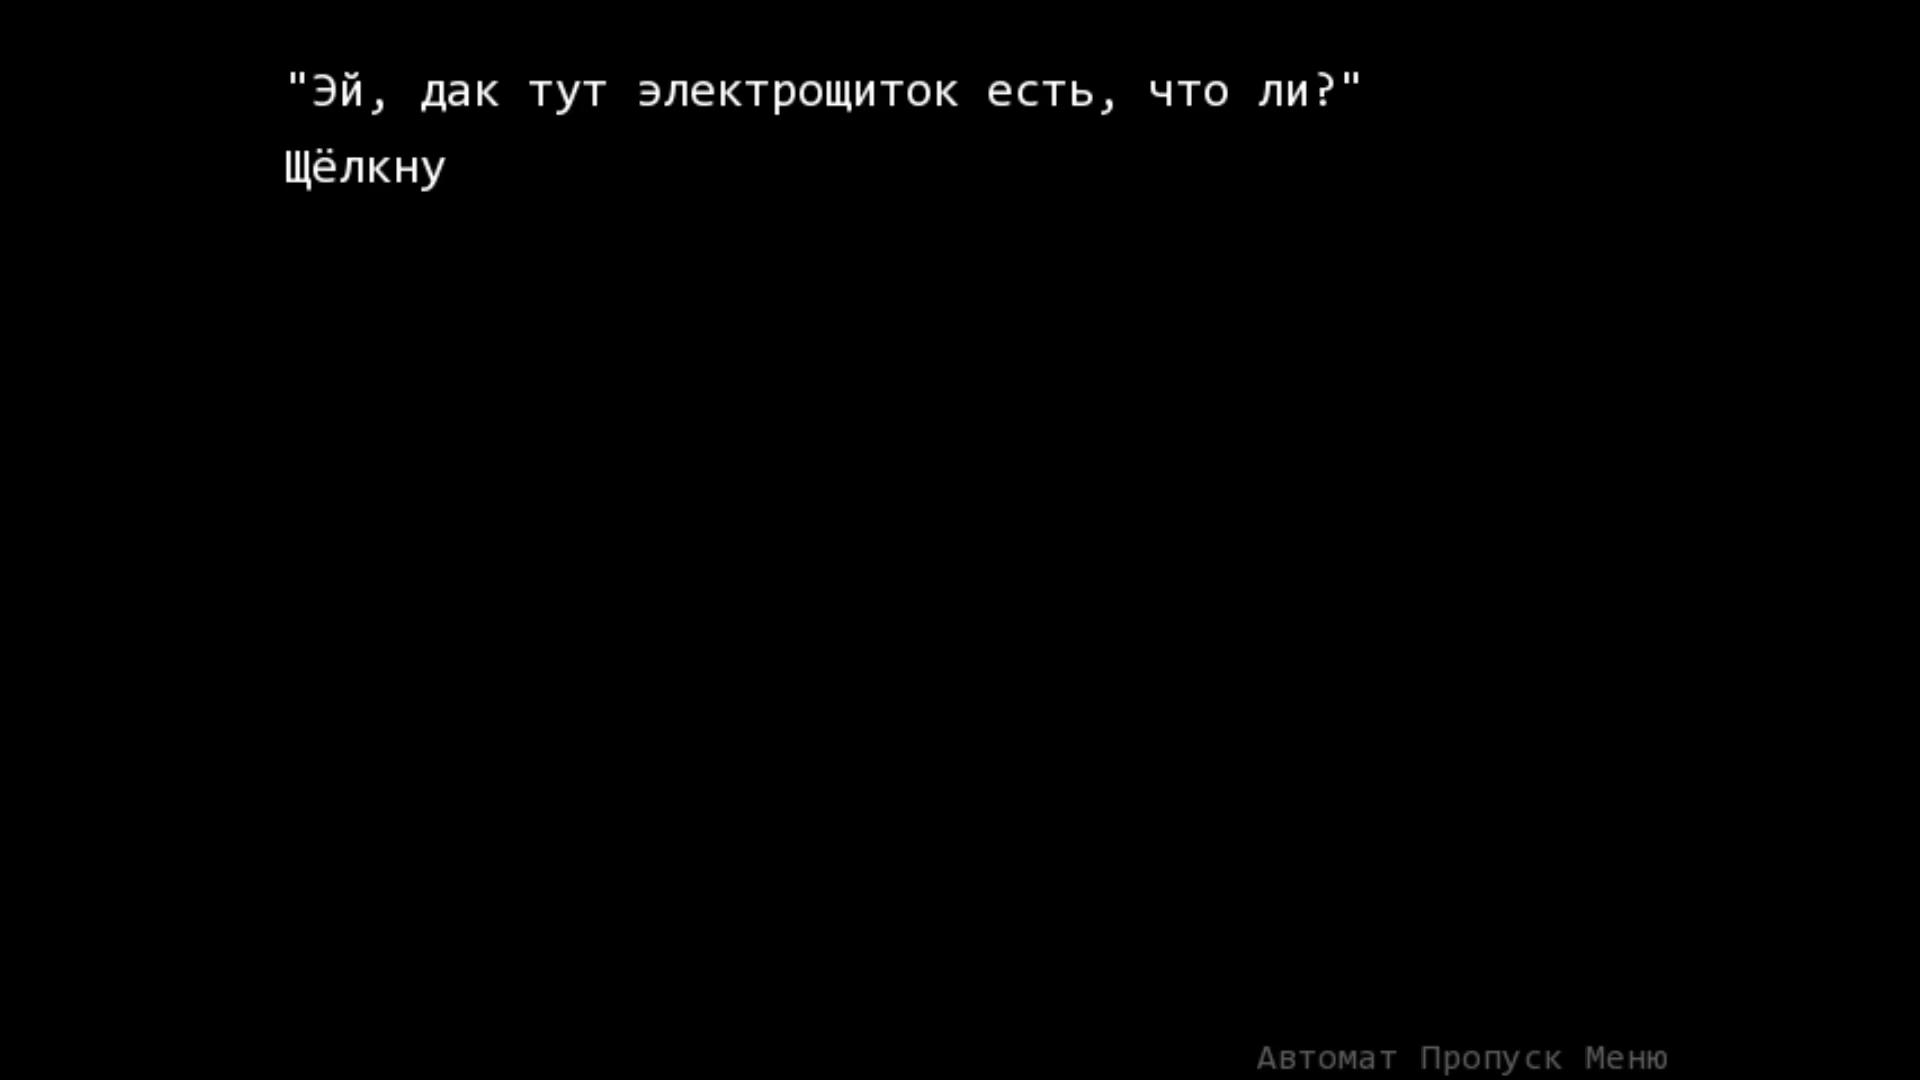 "Эй, дак тут электрощиток есть, что ли?"
Щёлкну
Автомат Пропуск Меню